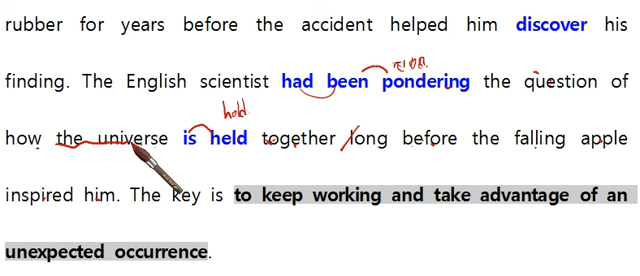 rubber for years before the accident helped him discover his
finding. The English scientist had been pondering the question of
hold
how the universe is held together long before the falling apple
inspired him. The key is to keep working and take advantage of an
unexpected occurrence.